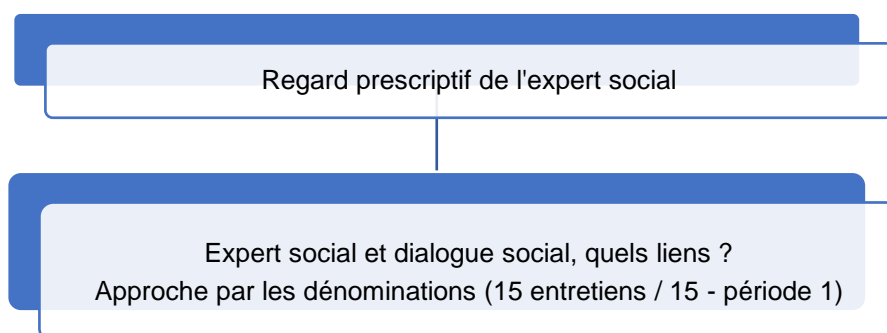 Regard prescriptif de l'expert social
Expert social et dialogue social, quels liens ?
Approche par les dénominations (15 entretiens / 15 - période 1)